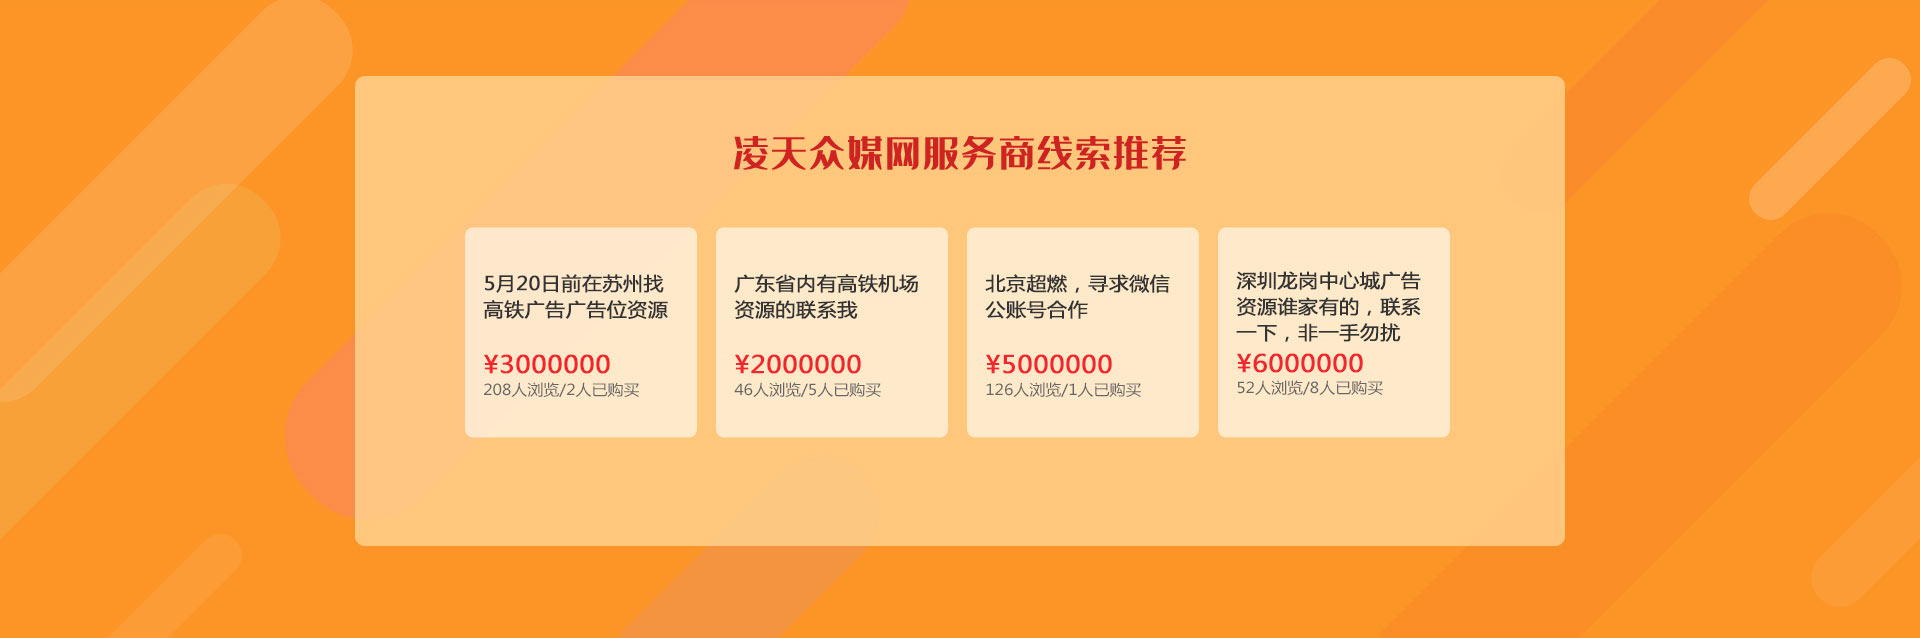 凌天众媒网服务商线索推荐
5月20日前在苏州找
高铁广告广告位资源
¥3000000
208人浏览/2人已购买
广东省内有高铁机场
资源的联系我
¥2000000
46人浏览/5人已购买
北京超燃，寻求微信
公账号合作
¥5000000
126人浏览/1人已购买
深圳龙岗中心城广告
资源谁家有的，联系
一下，非一手勿扰
¥6000000
52人浏览/8人已购买